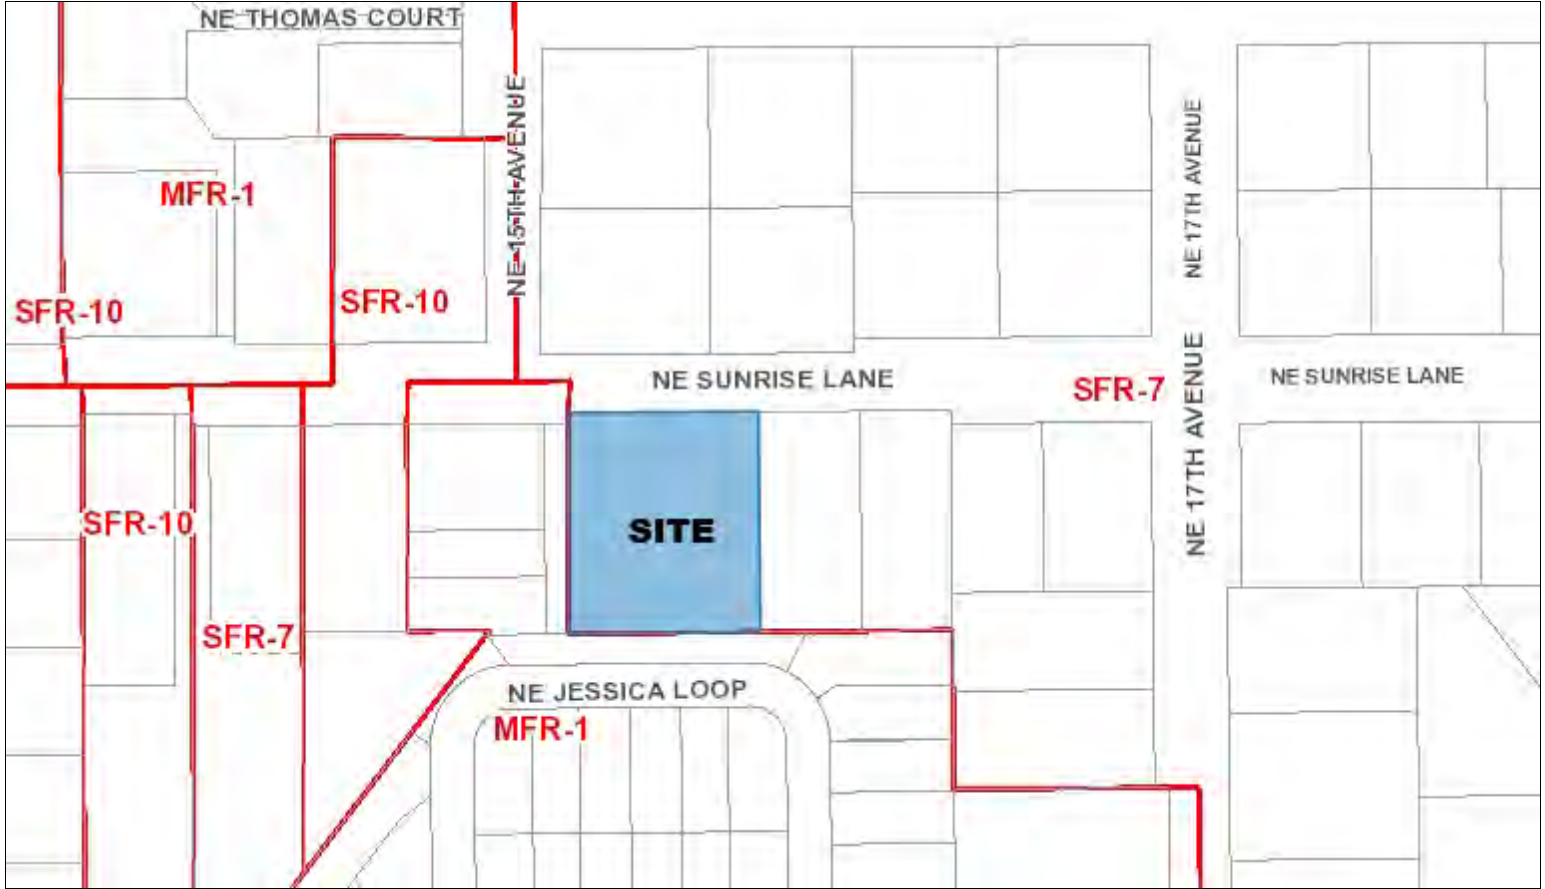 NE THOMAS COURT
NE 15TH AVENUE
NE 17TH AVENUE
MFR-1
SFR-10
SFR-10
NE SUNRISE LANE
SFR-7
NE SUNRISE LANE
NE 17TH AVENUE
SFR-10
SITE
SFR-7
NE JESSICA LOOP
MFR-1